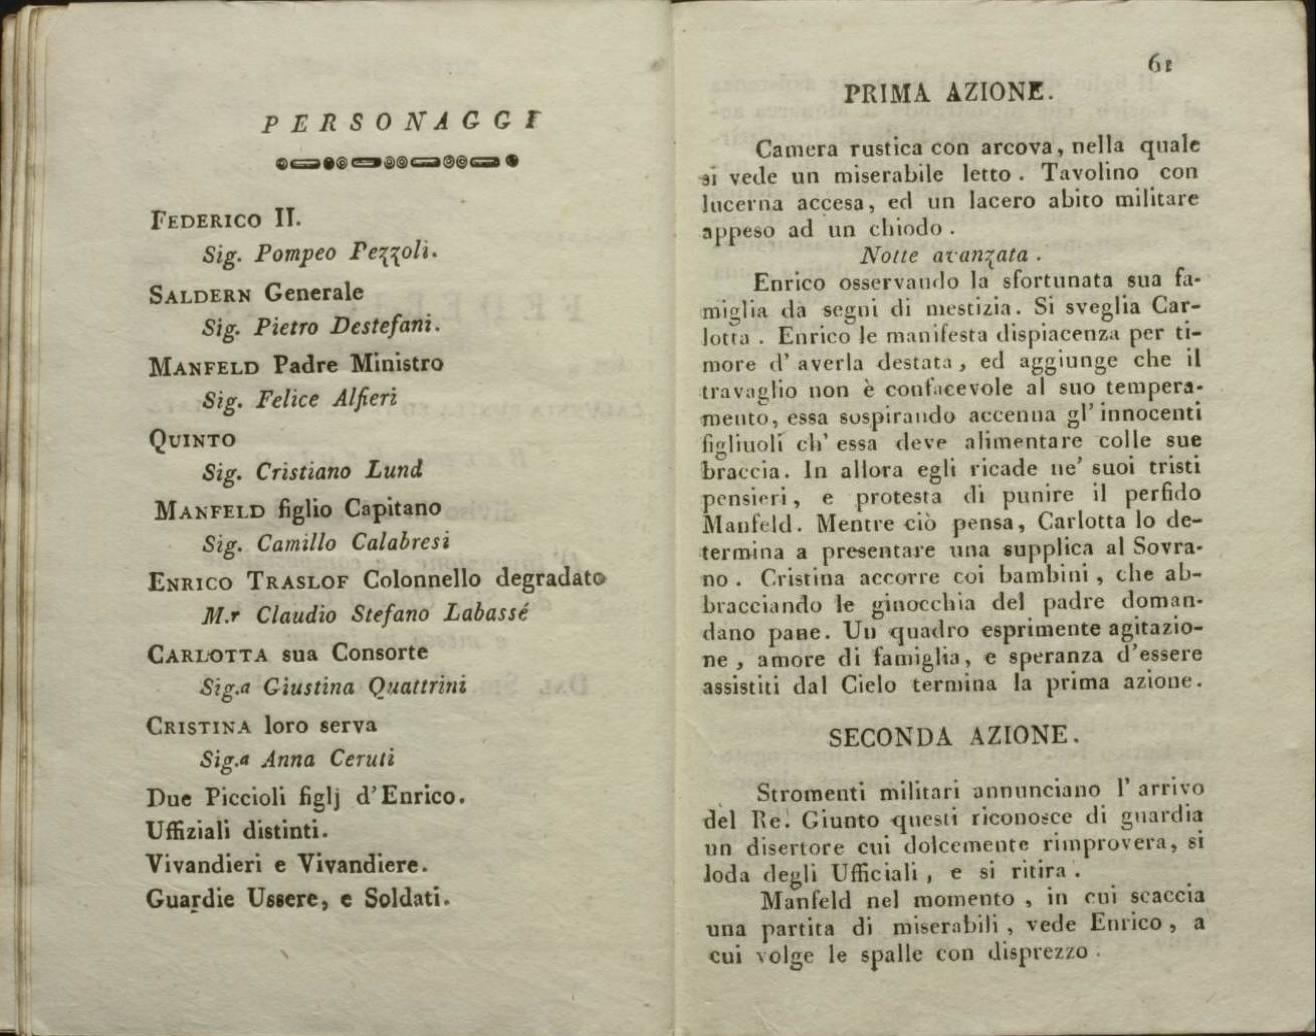 PERSONAGGI
FEDERICO II.
Sig. Pompeo Pezzoli.
SALDERN Generale
Sig. Pietro Destefani.
MANFELD Padre Ministro
Sig. Felice Alfieri
QUINTO
Sig. Cristiano Lund
MANFELD figlio Capitano
Sig. Camillo Calabresi
ENRICO TRASLOF Colonnello degradato
M.r Claudio Stefano Labassé
CARLOTTA sua Consorte
Sig.a Giustina Quattrini
CRISTINA loro serva
Sig.a Anna Ceruti
Due Piccioli figlj d'Enrico.
Uffiziali distinti.
Vivandieri e Vivandiere.
Guardie Ussere, e Soldati.
61
PRIMA AZIONE.
Camera rustica con arcova, nella quale
si vede un miserabile letto. Tavolino con
lucerna accesa, ed un lacero abito militare
appeso ad un chiodo.
Notte avanzata.
Enrico osservando la sfortunata sua fa-
miglia dà segni di mestizia. Si sveglia Car-
lotta. Enrico le manifesta dispiacenza per ti-
more d'averla destata, ed aggiunge che il
travaglio non è confacevole al suo tempera-
mento, essa sospirando accenna gl'innocenti
figliuoli ch'essa deve alimentare colle sue
braccia. In allora egli ricade ne' suoi tristi
pensieri, e protesta di punire il perfido
Manfeld. Mentre ciò pensa, Carlotta lo de-
termina a presentare una supplica al Sovra-
no. Cristina accorre coi bambini, che ab-
bracciando le ginocchia del padre doman-
dano pane. Un quadro esprimente agitazio-
ne, amore di famiglia, e speranza d'essere
assistiti dal Cielo termina la prima azione.
SECONDA AZIONE.
Stromenti militari annunciano l'arrivo
del Re. Giunto questi riconosce di guardia
un disertore cui dolcemente rimprovera, si
loda degli Ufficiali, e si ritira.
Manfeld nel momento, in cui scaccia
una partita di miserabili, vede Enrico, a
cui volge le spalle con disprezzo.